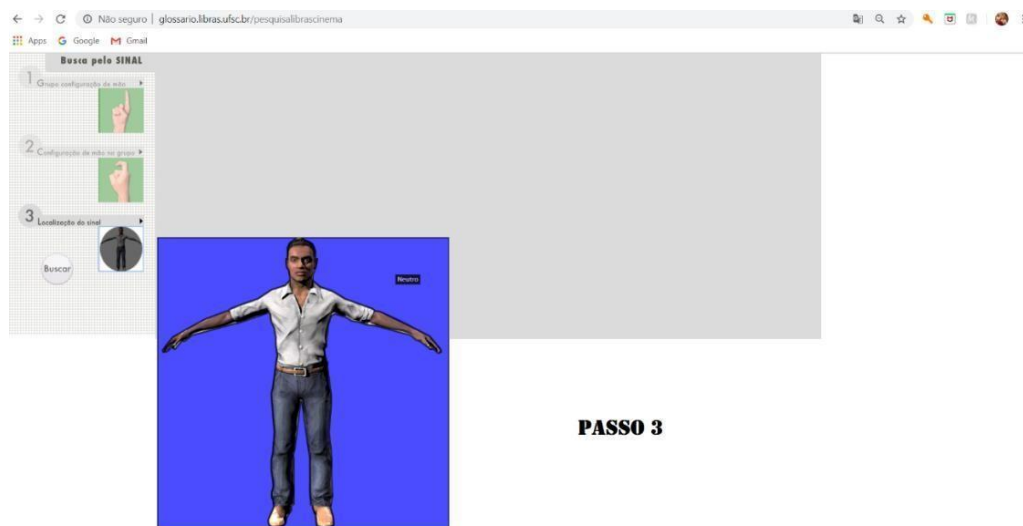 Não seguro | glossario.libras.ufsc.br/pesquisalibrascinema
Apps Google Gmail
Busca pelo SINAL
1 Grupo configuração de mão
2 Configuração de mão no grupo
3 Localização do sinal
Buscar
Neutro
PASSO 3